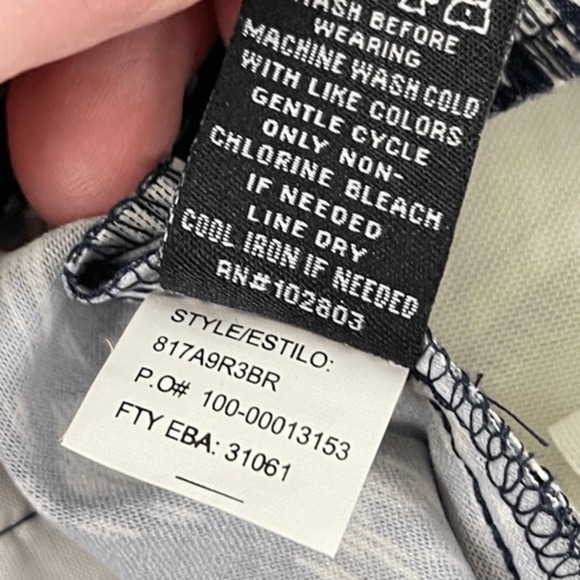 WASH BEFORE
WEARING
MACHINE WASH COLD
WITH LIKE COLORS
GENTLE CYCLE
ONLY NON-
CHLORINE BLEACH
IF NEEDED
LINE DRY
COOL IRON IF NEEDED
RN#102803
STYLE/ESTILO:
817A9R3BR
P.O# 100-00013153
FTY EBA: 31061